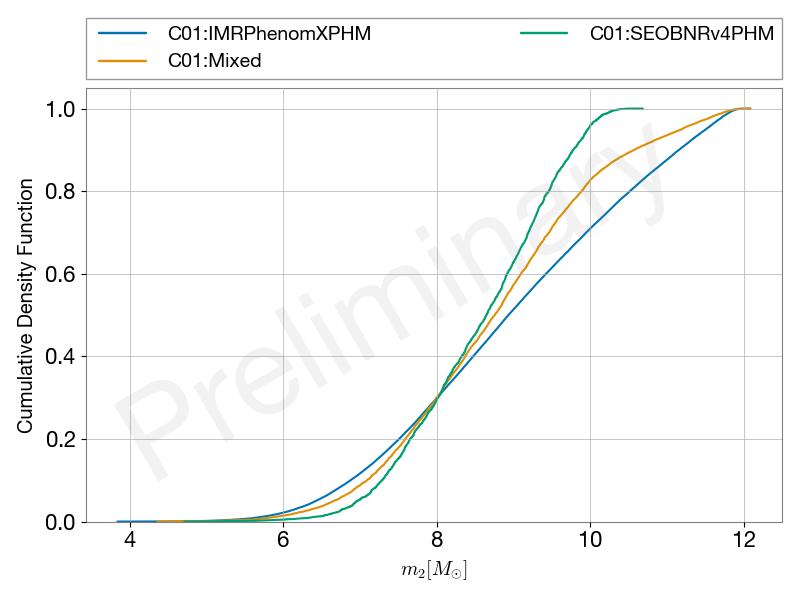 C01:IMRPhenomXPHM
C01:Mixed
C01:SEOBNRv4PHM
Preliminary
Cumulative Density Function
1.0
0.8
0.6
0.4
0.2
0.0
4 6 8 10 12
m₂[M⊙]